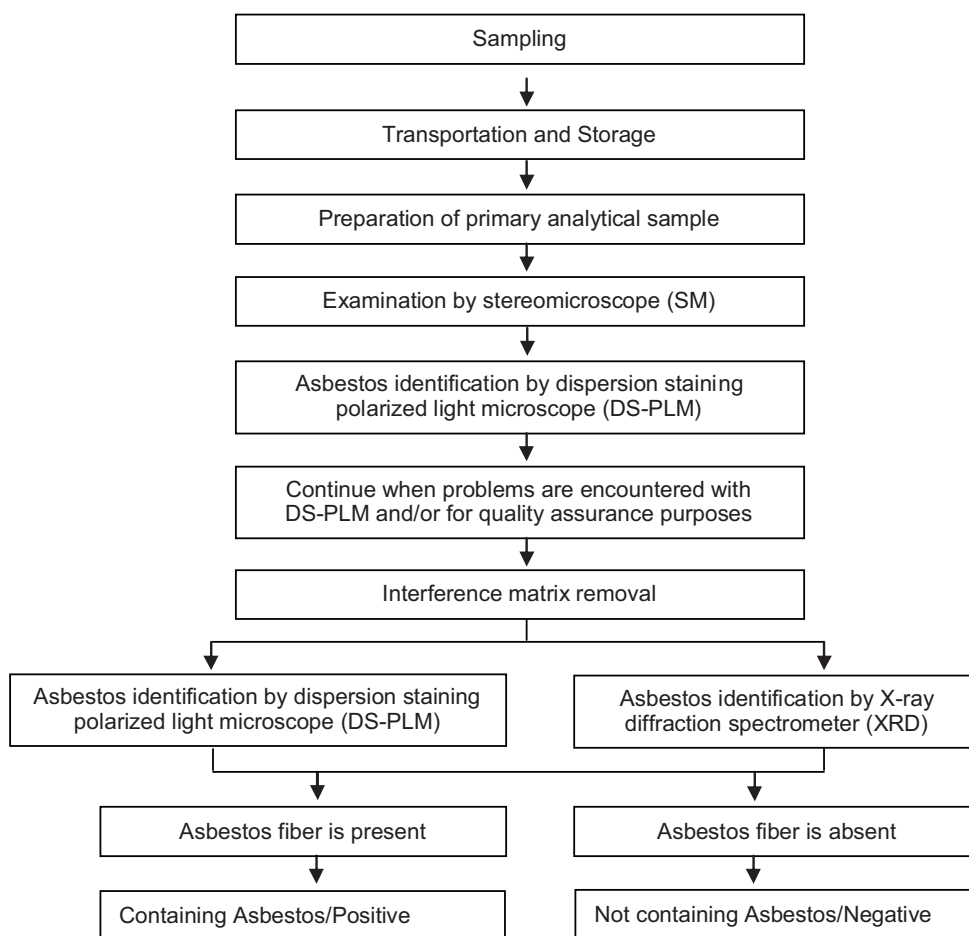 Sampling
Transportation and Storage
Preparation of primary analytical sample
Examination by stereomicroscope (SM)
Asbestos identification by dispersion staining
polarized light microscope (DS-PLM)
Continue when problems are encountered with
DS-PLM and/or for quality assurance purposes
Interference matrix removal
Asbestos identification by dispersion staining
polarized light microscope (DS-PLM)
Asbestos identification by X-ray
diffraction spectrometer (XRD)
Asbestos fiber is present
Asbestos fiber is absent
Containing Asbestos/Positive
Not containing Asbestos/Negative